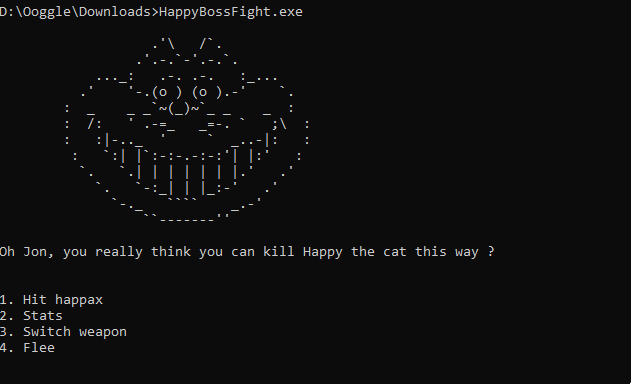 D:\Ooggle\Downloads>HappyBossFight.exe
Oh Jon, you really think you can kill Happy the cat this way ?
1. Hit happax
2. Stats
3. Switch weapon
4. Flee